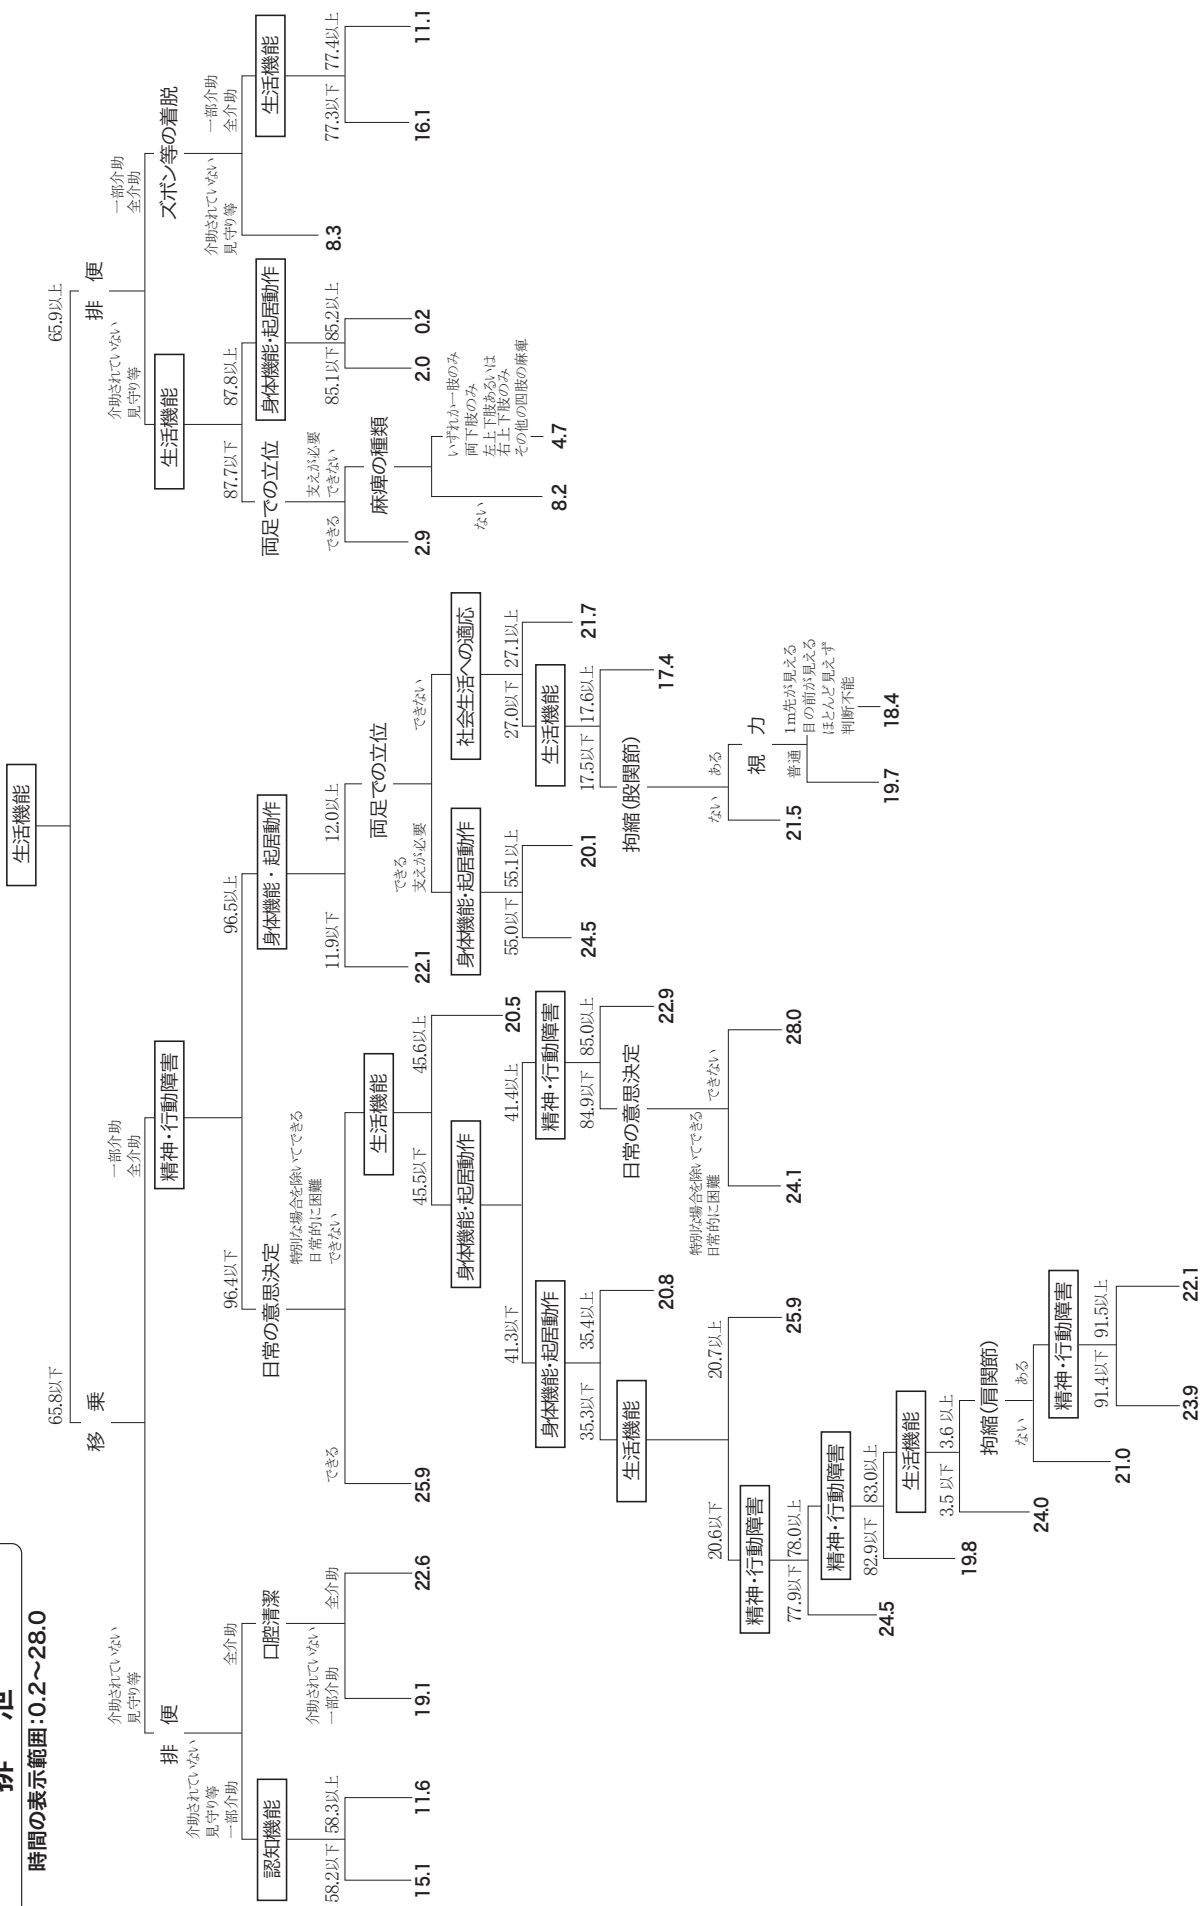 排 泄
時間の表示範囲:0.2〜28.0
生活機能
65.8以下
65.9以上
移 乗
介助されていない
見守り等
一部介助
全介助
排 便
介助されていない
見守り等
一部介助
全介助
認知機能
58.2以下
58.3以上
15.1
11.6
口腔清潔
介助されていない
一部介助
全介助
19.1
22.6
精神・行動障害
96.4以下
96.5以上
日常の意思決定
できる
特別な場合を除いてできる
日常的に困難
できない
25.9
生活機能
45.5以下
45.6以上
20.5
身体機能・起居動作
41.3以下
41.4以上
身体機能・起居動作
35.3以下
35.4以上
20.8
生活機能
20.6以下
20.7以上
25.9
精神・行動障害
77.9以下
78.0以上
24.5
精神・行動障害
82.9以下
83.0以上
19.8
生活機能
3.5 以下
3.6 以上
24.0
拘縮(肩関節)
ない
ある
21.0
精神・行動障害
91.4以下
91.5以上
23.9
22.1
精神・行動障害
84.9以下
85.0以上
22.9
日常の意思決定
特別な場合を除いてできる
日常的に困難
できない
24.1
28.0
身体機能・起居動作
11.9以下
12.0以上
22.1
両足での立位
できる
支えが必要
できない
身体機能・起居動作
55.0以下
55.1以上
24.5
20.1
社会生活への適応
27.0以下
27.1以上
21.7
生活機能
17.5以下
17.6以上
17.4
拘縮(股関節)
ない
ある
21.5
視 力
普通
1m先が見える
目の前が見える
ほとんど見えず
判断不能
19.7
18.4
排 便
介助されていない
見守り等
一部介助
全介助
生活機能
87.7以下
87.8以上
両足での立位
できる
支えが必要
できない
2.9
麻痺の種類
ない
いずれか一肢のみ
両下肢のみ
左上下肢あるいは
右上下肢のみ
その他の四肢の麻痺
8.2
4.7
身体機能・起居動作
85.1以下
85.2以上
2.0
0.2
ズボン等の着脱
介助されていない
見守り等
一部介助
全介助
8.3
生活機能
77.3以下
77.4以上
16.1
11.1